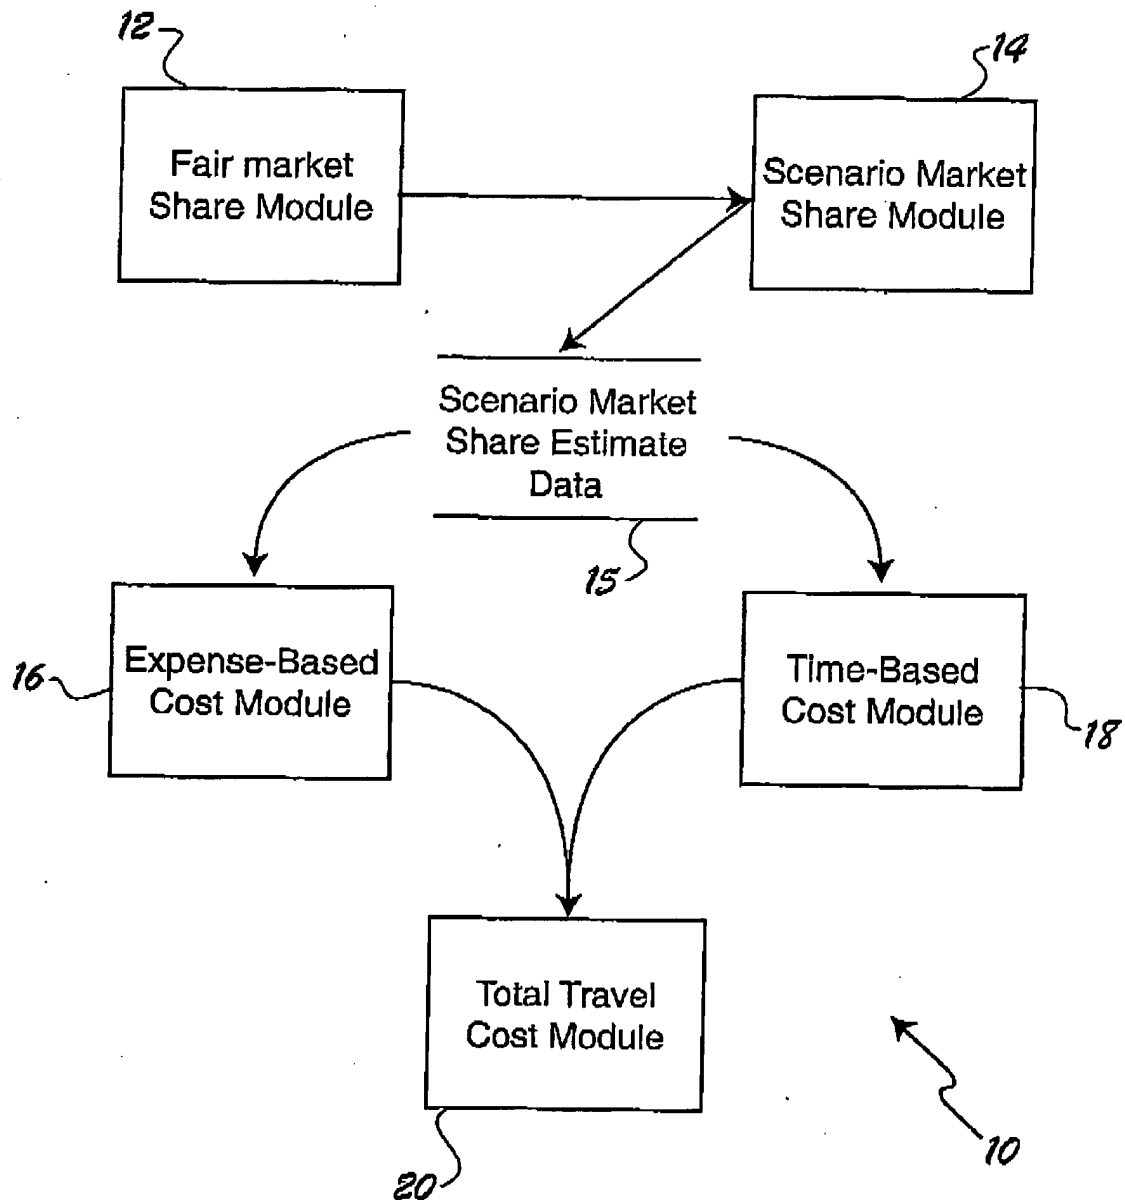 12
14
Fair market
Share Module
Scenario Market
Share Module
Scenario Market
Share Estimate
Data
15
16
Expense-Based
Cost Module
Time-Based
Cost Module
18
Total Travel
Cost Module
10
20